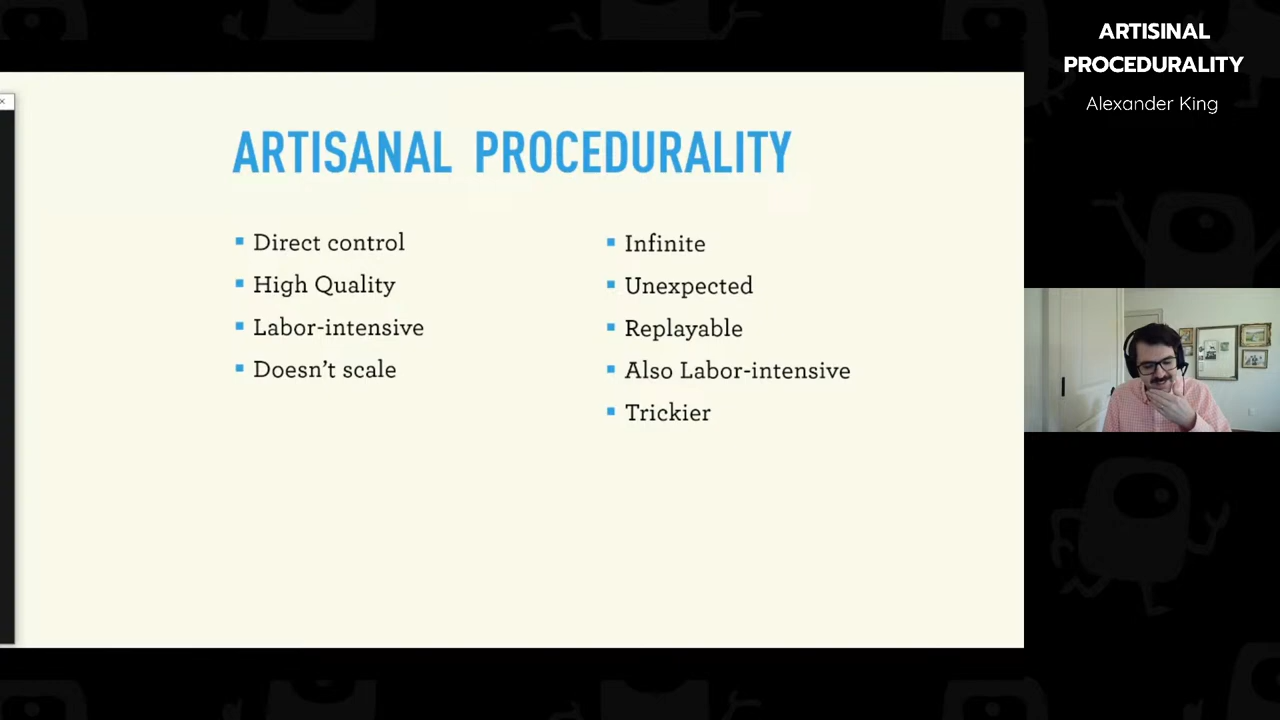 ARTISINAL
PROCEDURALITY
Alexander King
ARTISANAL PROCEDURALITY
Direct control
High Quality
Labor-intensive
Doesn't scale
Infinite
Unexpected
Replayable
Also Labor-intensive
Trickier